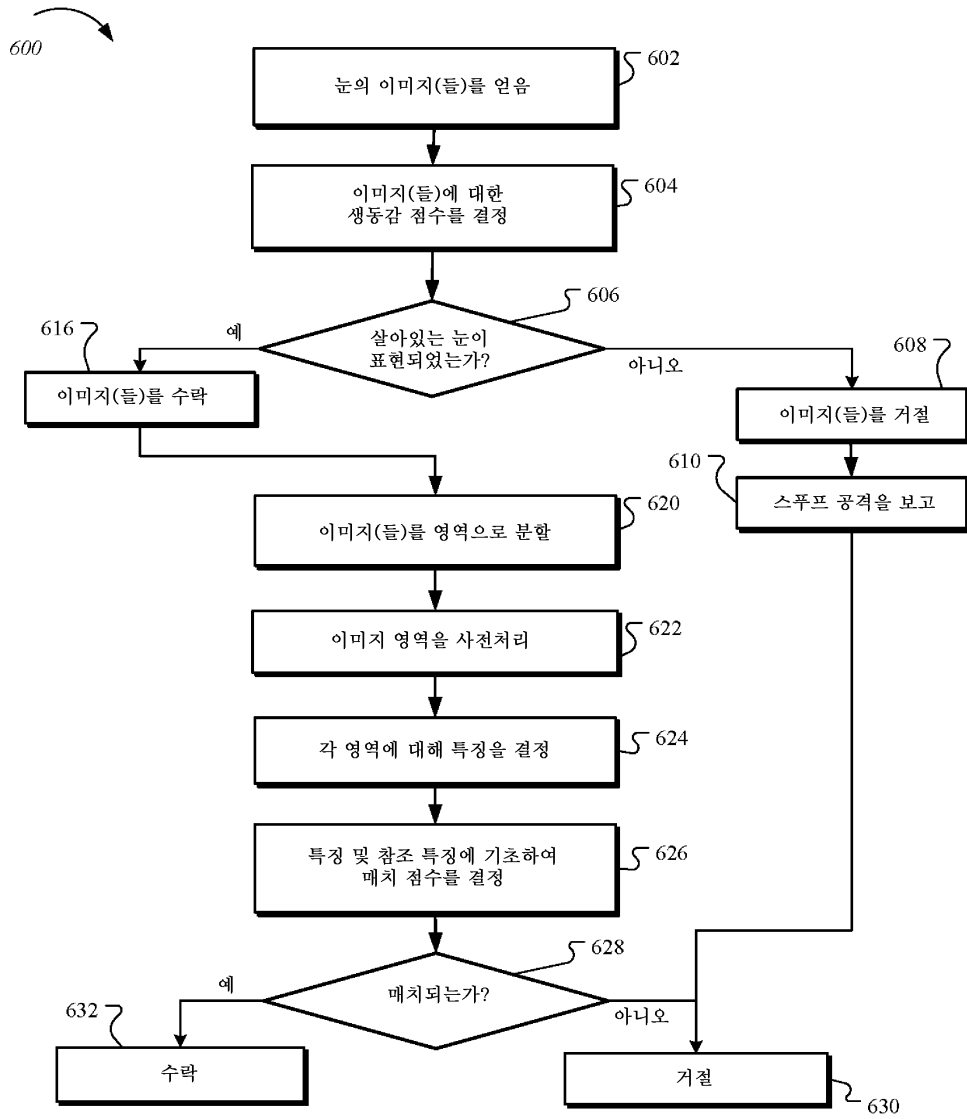 600
눈의 이미지(들)를 얻음
602
이미지(들)에 대한
생동감 점수를 결정
604
살아있는 눈이
표현되었는가?
606
예
아니오
616
이미지(들)를 수락
608
이미지(들)를 거절
610
스푸프 공격을 보고
이미지(들)를 영역으로 분할
620
이미지 영역을 사전처리
622
각 영역에 대해 특징을 결정
624
특징 및 참조 특징에 기초하여
매치 점수를 결정
626
매치되는가?
628
예
아니오
632
수락
거절
630